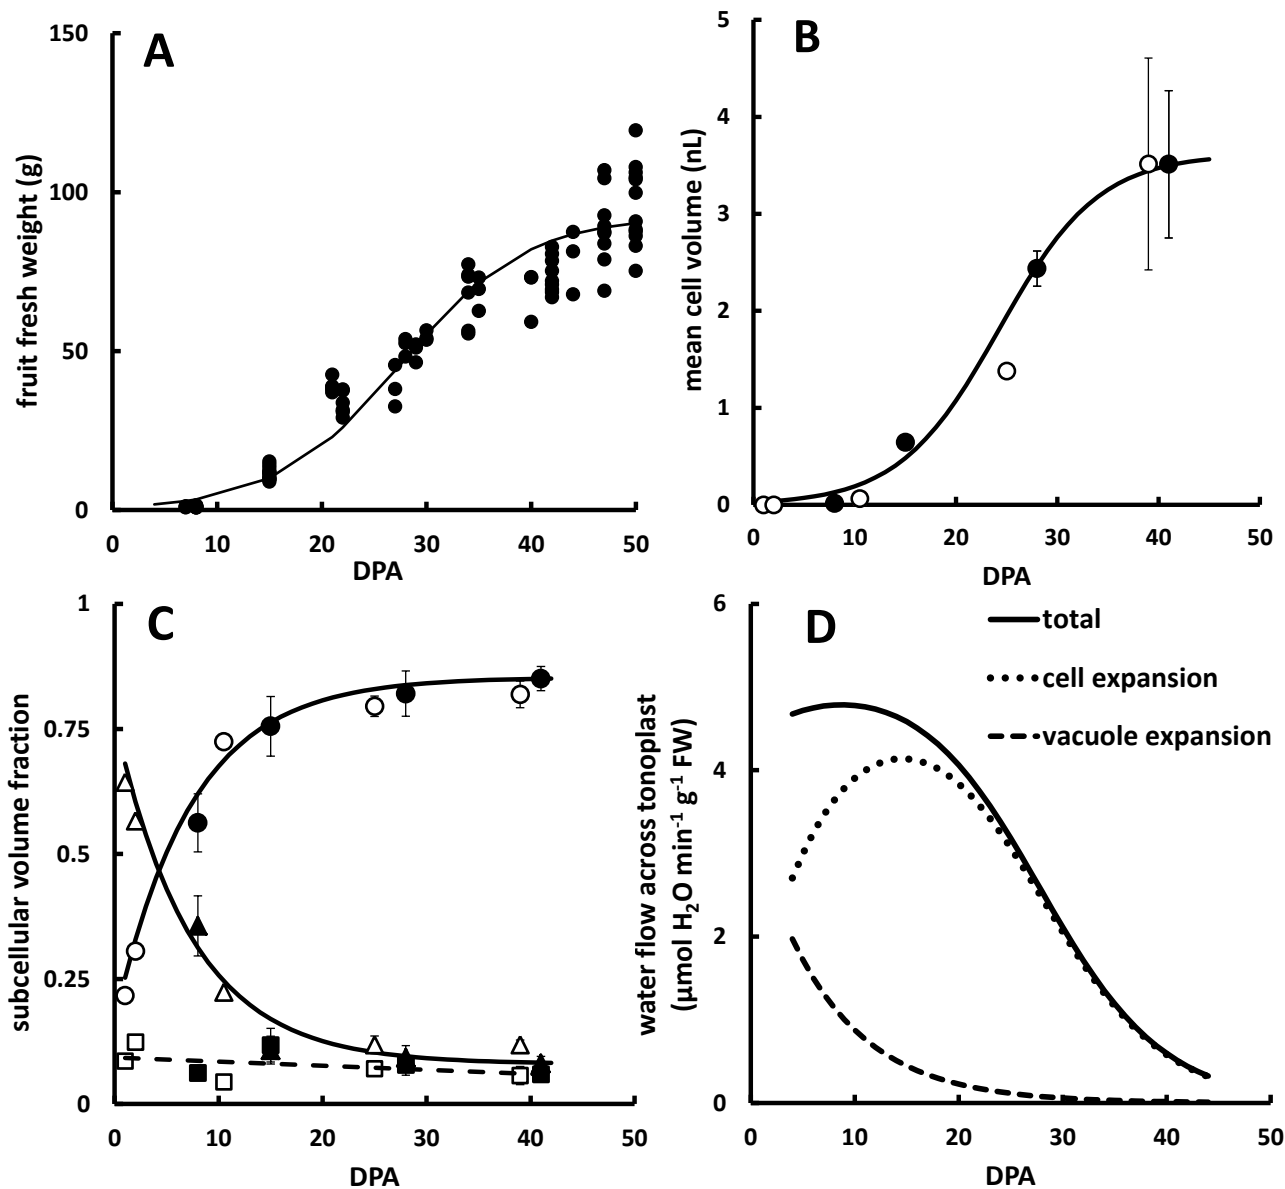 A
150
100
50
0
fruit fresh weight (g)
0 10 20 30 40 50
DPA
B
5
4
3
2
1
0
mean cell volume (nL)
0 10 20 30 40 50
DPA
C
1
0.75
0.5
0.25
0
subcellular volume fraction
0 10 20 30 40 50
DPA
D
6
4
2
0
water flow across tonoplast
(μmol H₂O min⁻¹ g⁻¹ FW)
total
cell expansion
vacuole expansion
0 10 20 30 40 50
DPA